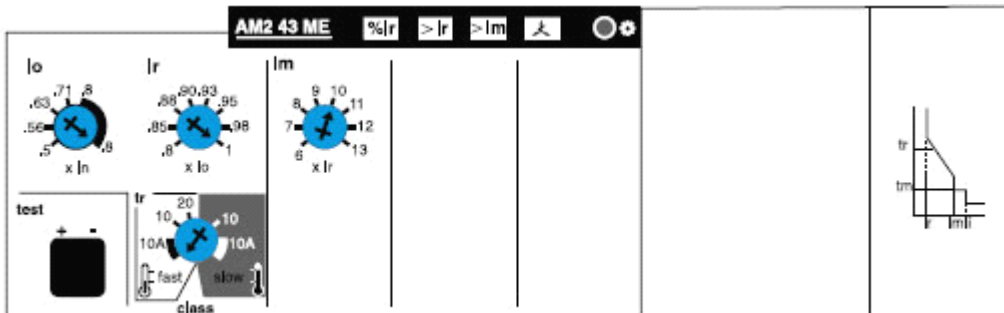 AM2 43 ME %Ir >Ir >Im
Io
.5 .56 .63 .71 .8 .8
x In
Ir
.8 .85 .88 .90 .93 .95 .98 1
x Io
Im
6 7 8 9 10 11 12 13
x Ir
test
+ -
tr
10A 10 20 10 10A
fast slow
class
tr
tm
Ir Im Ii